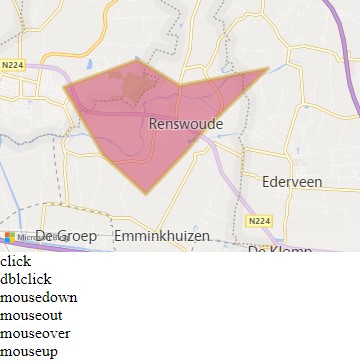 N224
Renswoude
Ederveen
N224
De Groep
Emminkhuizen
De Klomp
click
dblclick
mousedown
mouseout
mouseover
mouseup